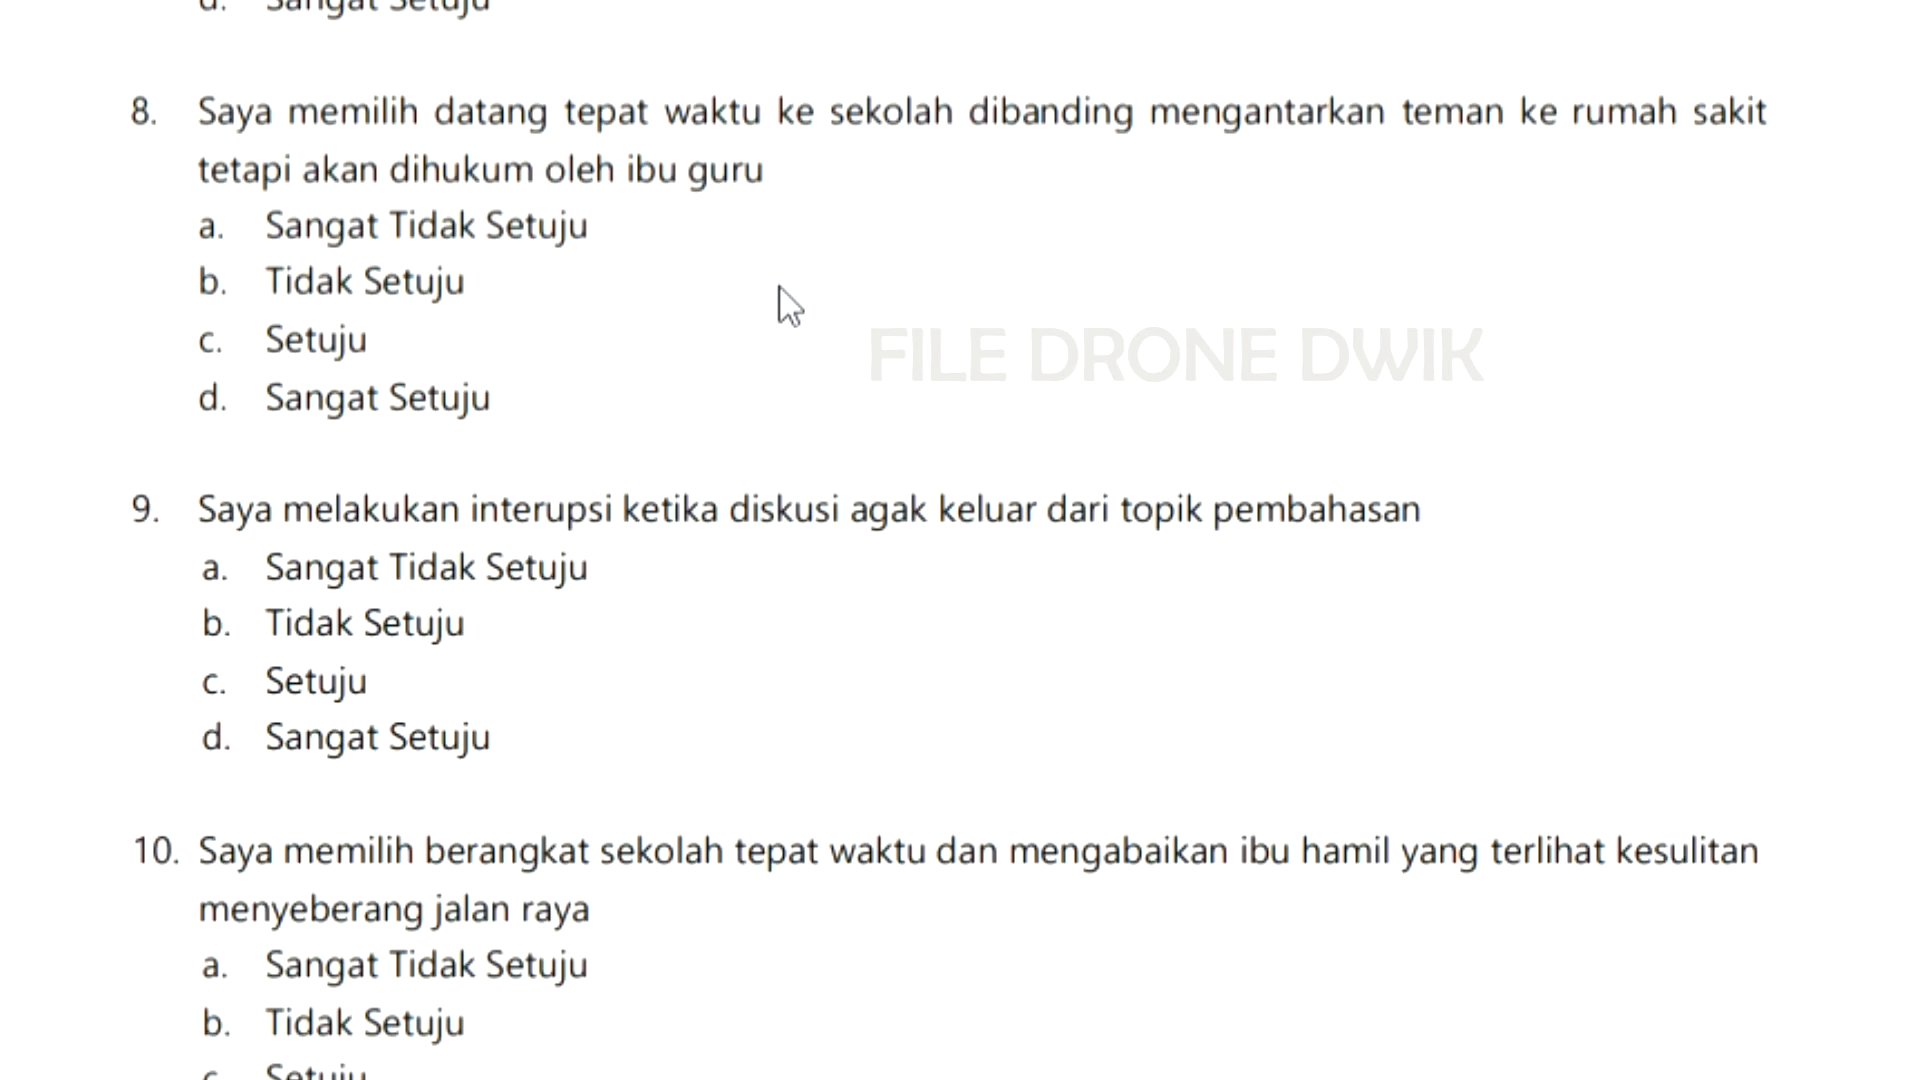 d. Sangat Setuju
8. Saya memilih datang tepat waktu ke sekolah dibanding mengantarkan teman ke rumah sakit
tetapi akan dihukum oleh ibu guru
a. Sangat Tidak Setuju
b. Tidak Setuju
c. Setuju
d. Sangat Setuju
FILE DRONE DWIK
9. Saya melakukan interupsi ketika diskusi agak keluar dari topik pembahasan
a. Sangat Tidak Setuju
b. Tidak Setuju
c. Setuju
d. Sangat Setuju
10. Saya memilih berangkat sekolah tepat waktu dan mengabaikan ibu hamil yang terlihat kesulitan
menyeberang jalan raya
a. Sangat Tidak Setuju
b. Tidak Setuju
c. Setuju